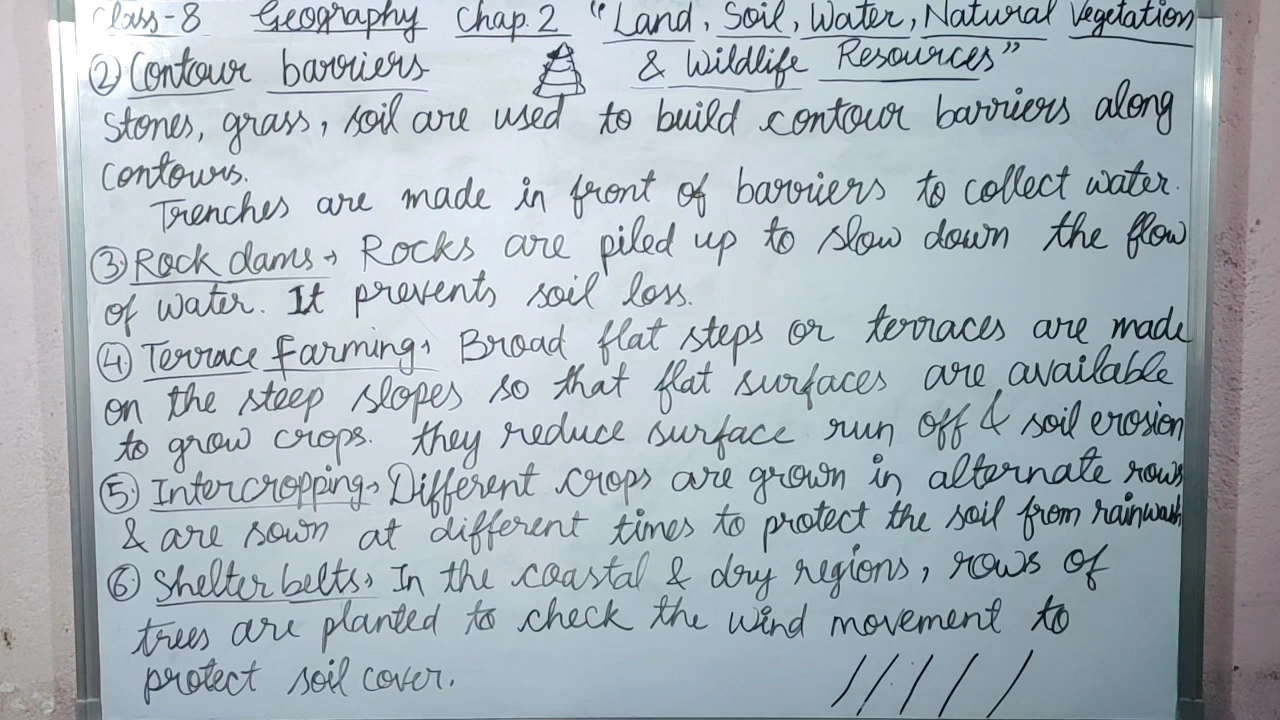 Class-8 Geography Chap. 2 "Land, Soil, Water, Natural Vegetation
& Wildlife Resources"
② Contour barriers
Stones, grass, soil are used to build contour barriers along
contours.
Trenches are made in front of barriers to collect water.
③ Rock dams → Rocks are piled up to slow down the flow
of water. It prevents soil loss.
④ Terrace farming → Broad flat steps or terraces are made
on the steep slopes so that flat surfaces are available
to grow crops. they reduce surface run off & soil erosion
⑤ Intercropping → Different crops are grown in alternate rows
& are sown at different times to protect the soil from rainwash
⑥ Shelter belts → In the coastal & dry regions, rows of
trees are planted to check the wind movement to
protect soil cover.